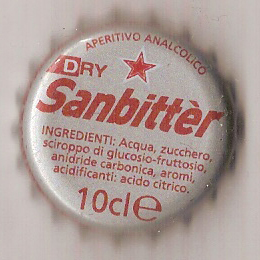 APERITIVO ANALCOLICO
DRY
Sanbittèr
INGREDIENTI: Acqua, zucchero,
sciroppo di glucosio-fruttosio,
anidride carbonica, aromi,
acidificanti: acido citrico.
10cl e